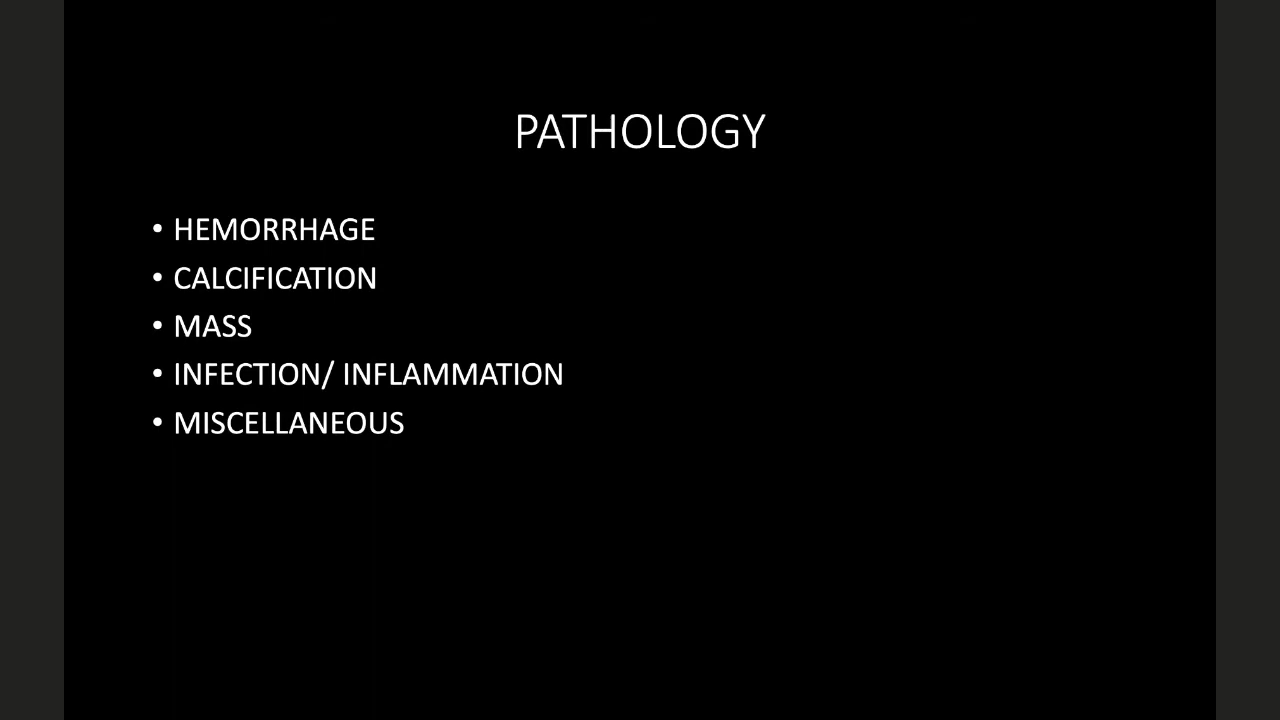 PATHOLOGY
• HEMORRHAGE
• CALCIFICATION
• MASS
• INFECTION/ INFLAMMATION
• MISCELLANEOUS